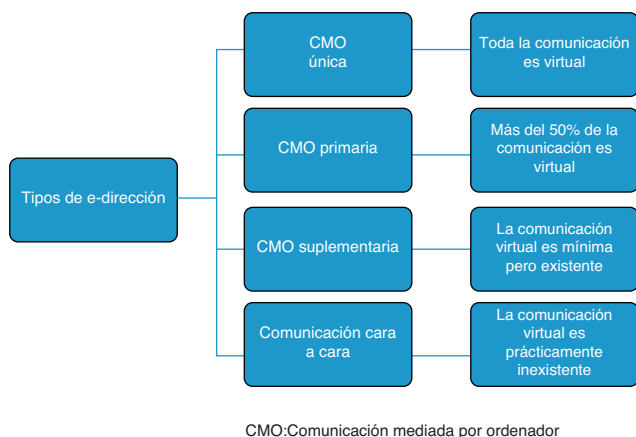 CMO
única
Toda la comunicación
es virtual
CMO primaria
Más del 50% de la
comunicación es
virtual
Tipos de e-dirección
CMO suplementaria
La comunicación
virtual es mínima
pero existente
Comunicación cara
a cara
La comunicación
virtual es
prácticamente
inexistente
CMO:Comunicación mediada por ordenador